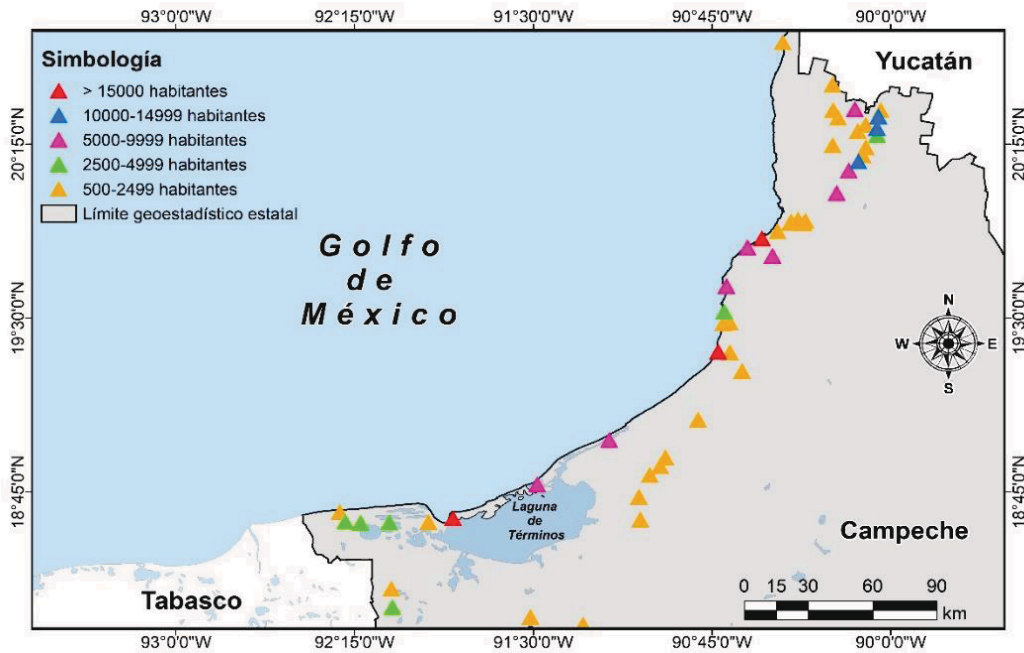 93°0'0"W 92°15'0"W 91°30'0"W 90°45'0"W 90°0'0"W
Simbología
> 15000 habitantes
10000-14999 habitantes
5000-9999 habitantes
2500-4999 habitantes
500-2499 habitantes
Límite geoestadístico estatal
Yucatán
20°15'0"N
20°15'0"N
Golfo
de
México
19°30'0"N
19°30'0"N
N
W
E
S
18°45'0"N
18°45'0"N
Laguna
de
Términos
Campeche
Tabasco
0 15 30 60 90
km
93°0'0"W 92°15'0"W 91°30'0"W 90°45'0"W 90°0'0"W